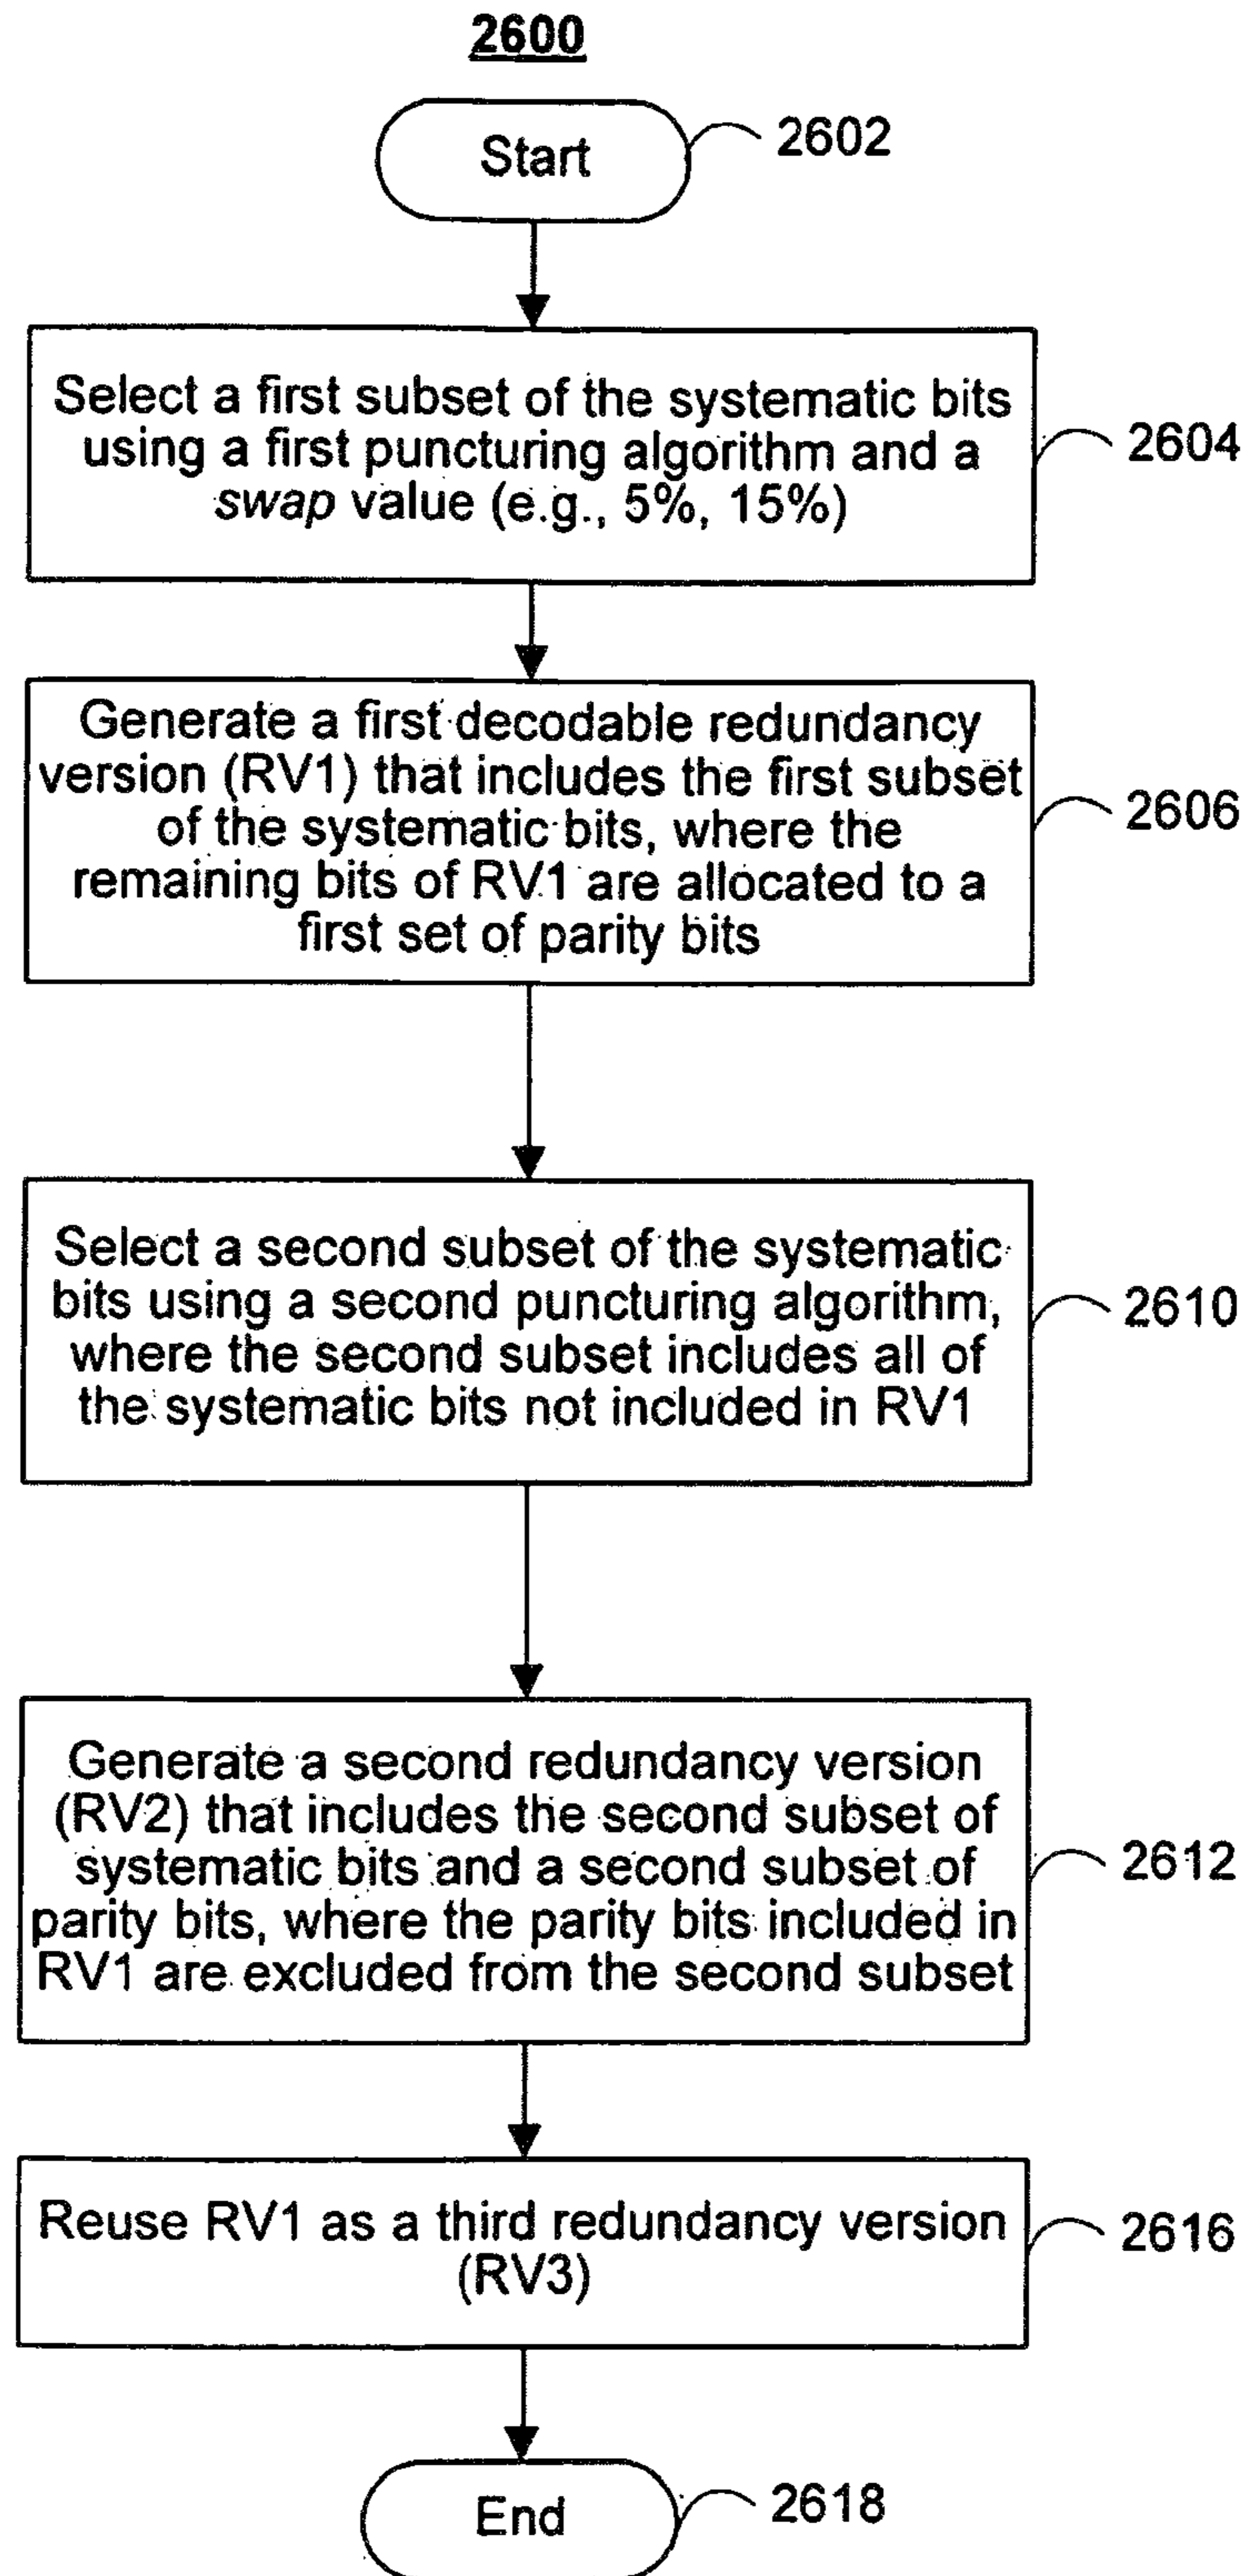 2600
Start
2602
Select a first subset of the systematic bits
using a first puncturing algorithm and a
swap value (e.g., 5%, 15%)
2604
Generate a first decodable redundancy
version (RV1) that includes the first subset
of the systematic bits, where the
remaining bits of RV1 are allocated to a
first set of parity bits
2606
Select a second subset of the systematic
bits using a second puncturing algorithm,
where the second subset includes all of
the systematic bits not included in RV1
2610
Generate a second redundancy version
(RV2) that includes the second subset of
systematic bits and a second subset of
parity bits, where the parity bits included in
RV1 are excluded from the second subset
2612
Reuse RV1 as a third redundancy version
(RV3)
2616
End
2618